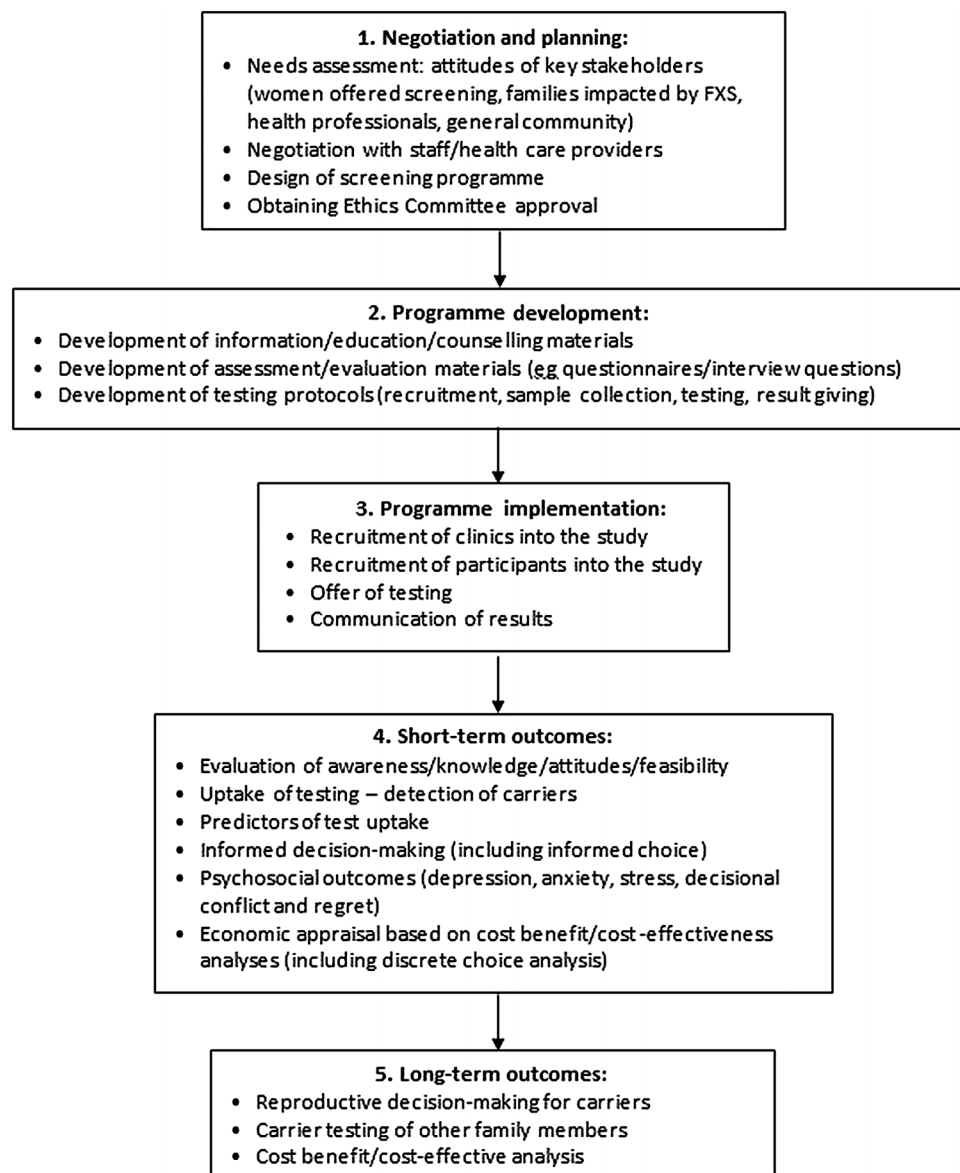 1. Negotiation and planning:
• Needs assessment: attitudes of key stakeholders
(women offered screening, families impacted by FXS,
health professionals, general community)
• Negotiation with staff/health care providers
• Design of screening programme
• Obtaining Ethics Committee approval
2. Programme development:
• Development of information/education/counselling materials
• Development of assessment/evaluation materials (eg questionnaires/interview questions)
• Development of testing protocols (recruitment, sample collection, testing, result giving)
3. Programme implementation:
• Recruitment of clinics into the study
• Recruitment of participants into the study
• Offer of testing
• Communication of results
4. Short-term outcomes:
• Evaluation of awareness/knowledge/attitudes/feasibility
• Uptake of testing – detection of carriers
• Predictors of test uptake
• Informed decision-making (including informed choice)
• Psychosocial outcomes (depression, anxiety, stress, decisional
conflict and regret)
• Economic appraisal based on cost benefit/cost-effectiveness
analyses (including discrete choice analysis)
5. Long-term outcomes:
• Reproductive decision-making for carriers
• Carrier testing of other family members
• Cost benefit/cost-effective analysis